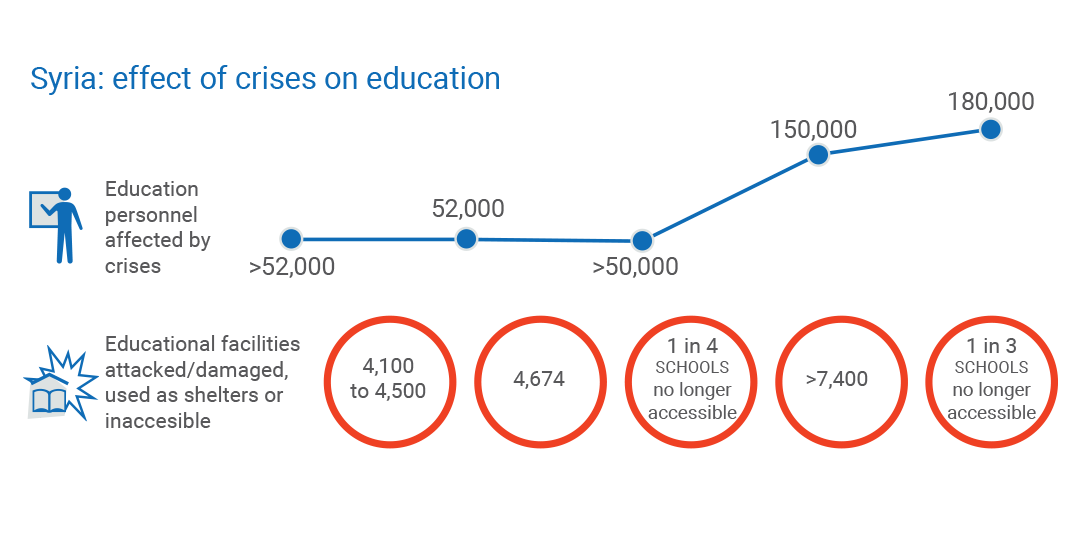 Syria: effect of crises on education
180,000
150,000
52,000
>52,000
>50,000
Education
personnel
affected by
crises
Educational facilities
attacked/damaged,
used as shelters or
inaccesible
4,100
to 4,500
4,674
1 in 4
SCHOOLS
no longer
accessible
>7,400
1 in 3
SCHOOLS
no longer
accessible